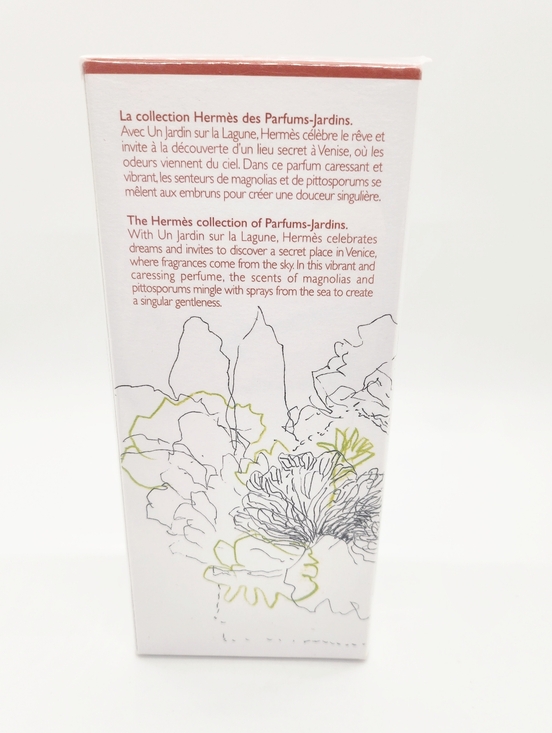 La collection Hermès des Parfums-Jardins.
Avec Un Jardin sur la Lagune, Hermès célèbre le rêve et
invite à la découverte d'un lieu secret à Venise, où les
odeurs viennent du ciel. Dans ce parfum caressant et
vibrant, les senteurs de magnolias et de pittosporums se
mêlent aux embruns pour créer une douceur singulière.
The Hermès collection of Parfums-Jardins.
With Un Jardin sur la Lagune, Hermès celebrates
dreams and invites to discover a secret place in Venice,
where fragrances come from the sky. In this vibrant and
caressing perfume, the scents of magnolias and
pittosporums mingle with sprays from the sea to create
a singular gentleness.